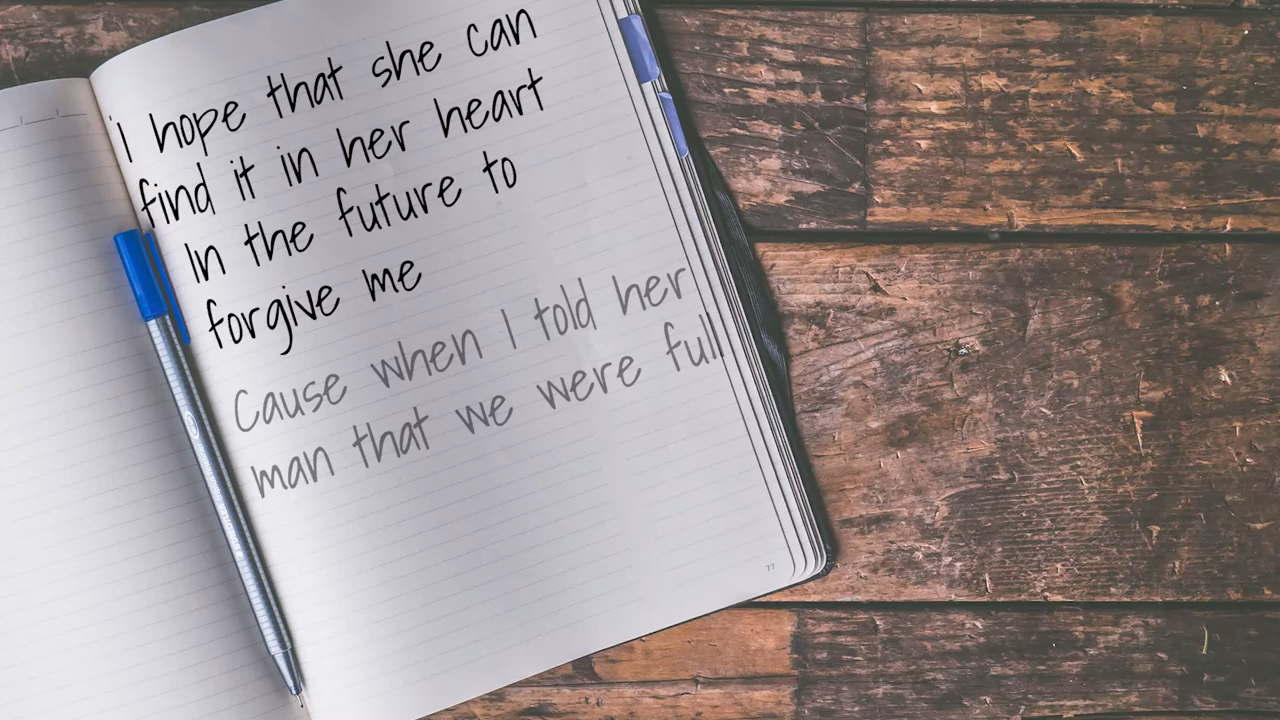 i hope that she can
find it in her heart
In the future to
forgive me
Cause when I told her
man that we were full
77